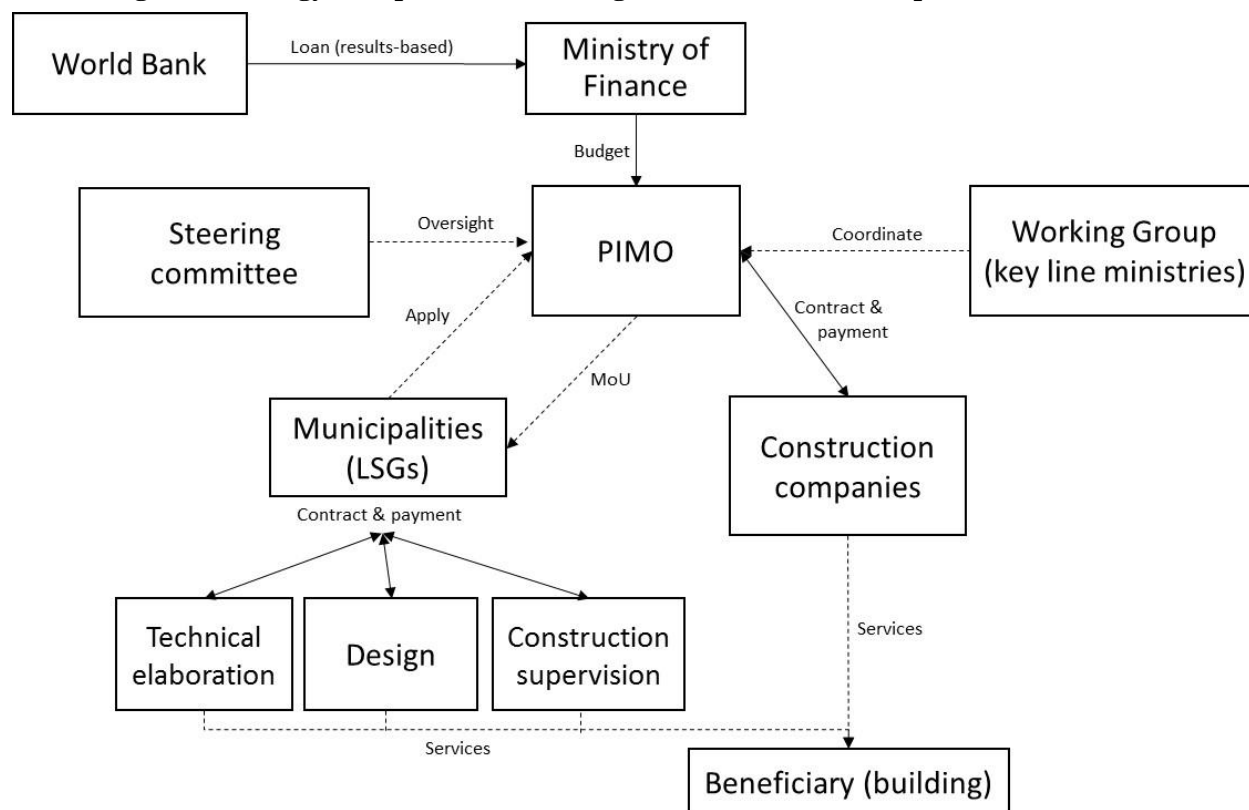 World Bank
Loan (results-based)
Ministry of
Finance
Budget
Steering
committee
Oversight
PIMO
Coordinate
Working Group
(key line ministries)
Apply
MoU
Contract &
payment
Municipalities
(LSGs)
Construction
companies
Contract & payment
Technical
elaboration
Design
Construction
supervision
Services
Services
Beneficiary (building)